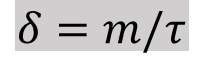 δ = m/τ